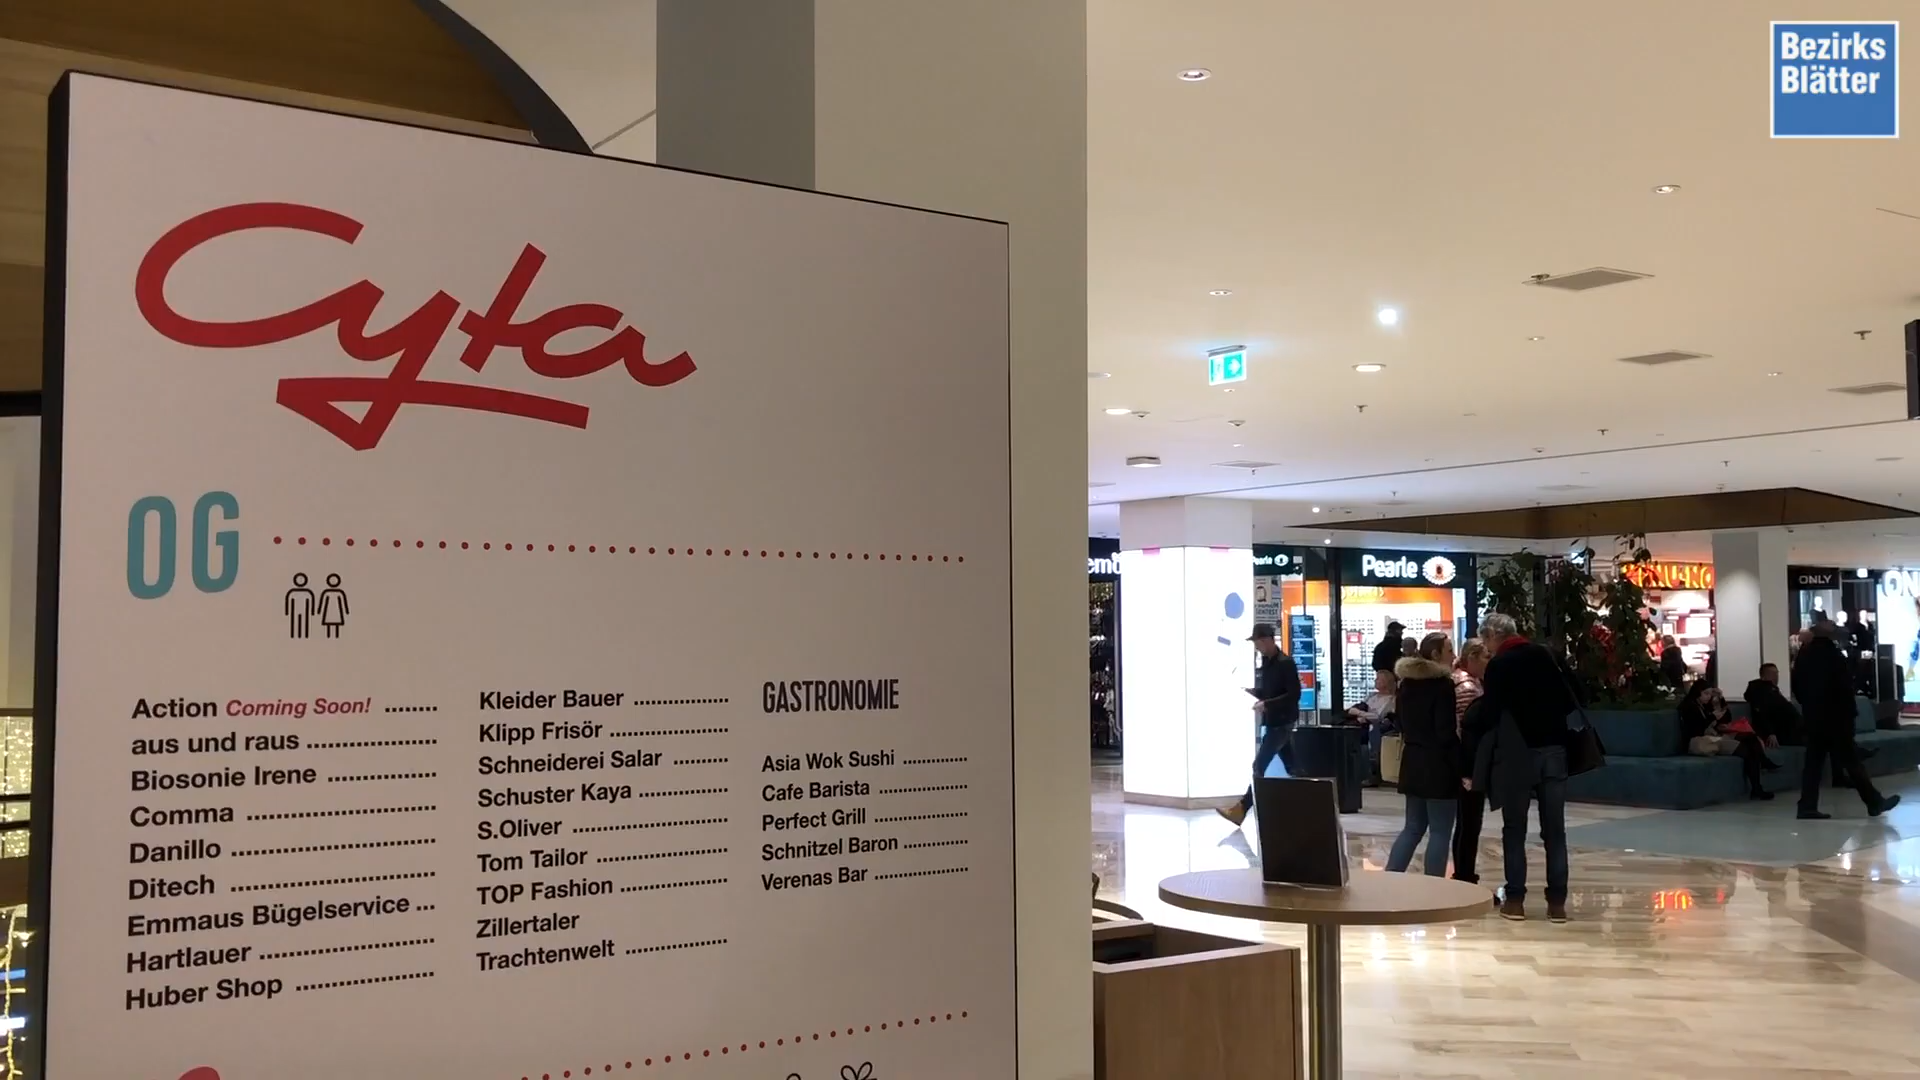 Bezirks
Blätter
Cyta
OG
Action Coming Soon!
aus und raus
Biosonie Irene
Comma
Danillo
Ditech
Emmaus Bügelservice
Hartlauer
Huber Shop
Kleider Bauer
Klipp Frisör
Schneiderei Salar
Schuster Kaya
S.Oliver
Tom Tailor
TOP Fashion
Zillertaler
Trachtenwelt
GASTRONOMIE
Asia Wok Sushi
Cafe Barista
Perfect Grill
Schnitzel Baron
Verenas Bar
Pearle
Pearle
ONLY